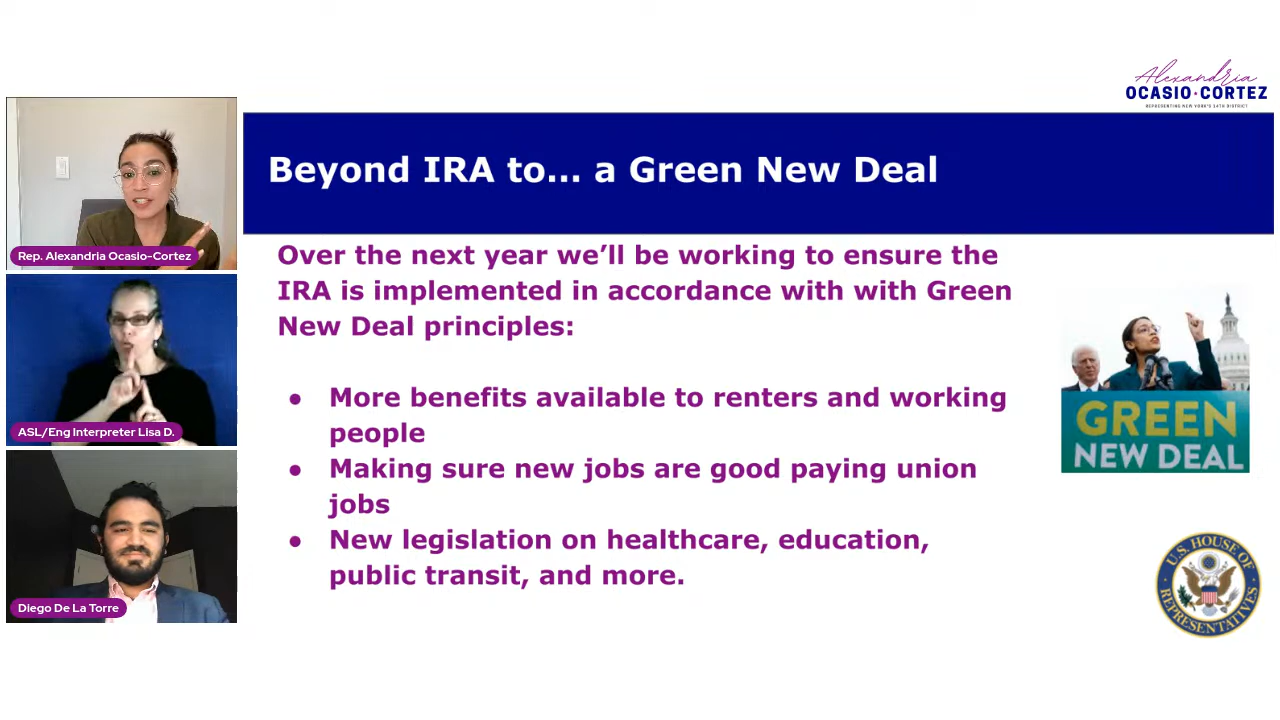 Alexandria
OCASIO·CORTEZ
REPRESENTING NEW YORK'S 14TH DISTRICT
Beyond IRA to... a Green New Deal
Rep. Alexandria Ocasio-Cortez
ASL/Eng Interpreter Lisa D.
Diego De La Torre
Over the next year we’ll be working to ensure the
IRA is implemented in accordance with with Green
New Deal principles:
● More benefits available to renters and working
people
● Making sure new jobs are good paying union
jobs
● New legislation on healthcare, education,
public transit, and more.
GREEN
NEW DEAL
U.S. HOUSE OF
REPRESENTATIVES